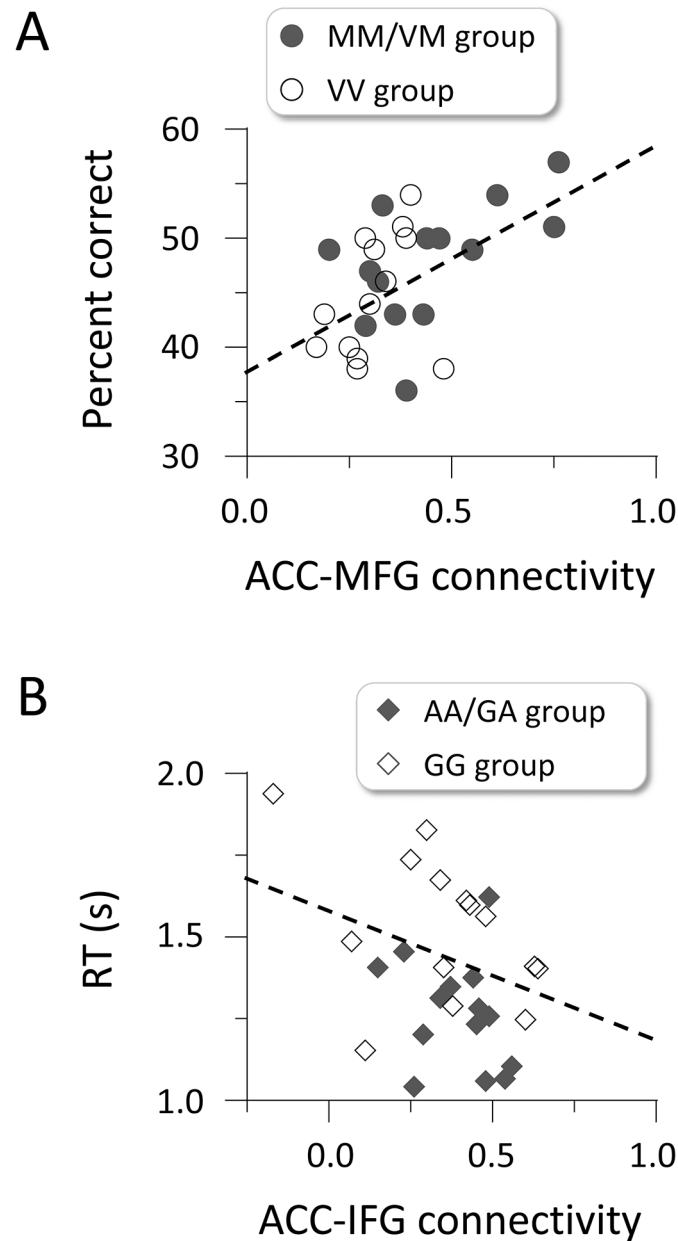 A
MM/VM group
VV group
Percent correct
60
50
40
30
0.0 0.5 1.0
ACC-MFG connectivity
B
AA/GA group
GG group
RT (s)
2.0
1.5
1.0
0.0 0.5 1.0
ACC-IFG connectivity